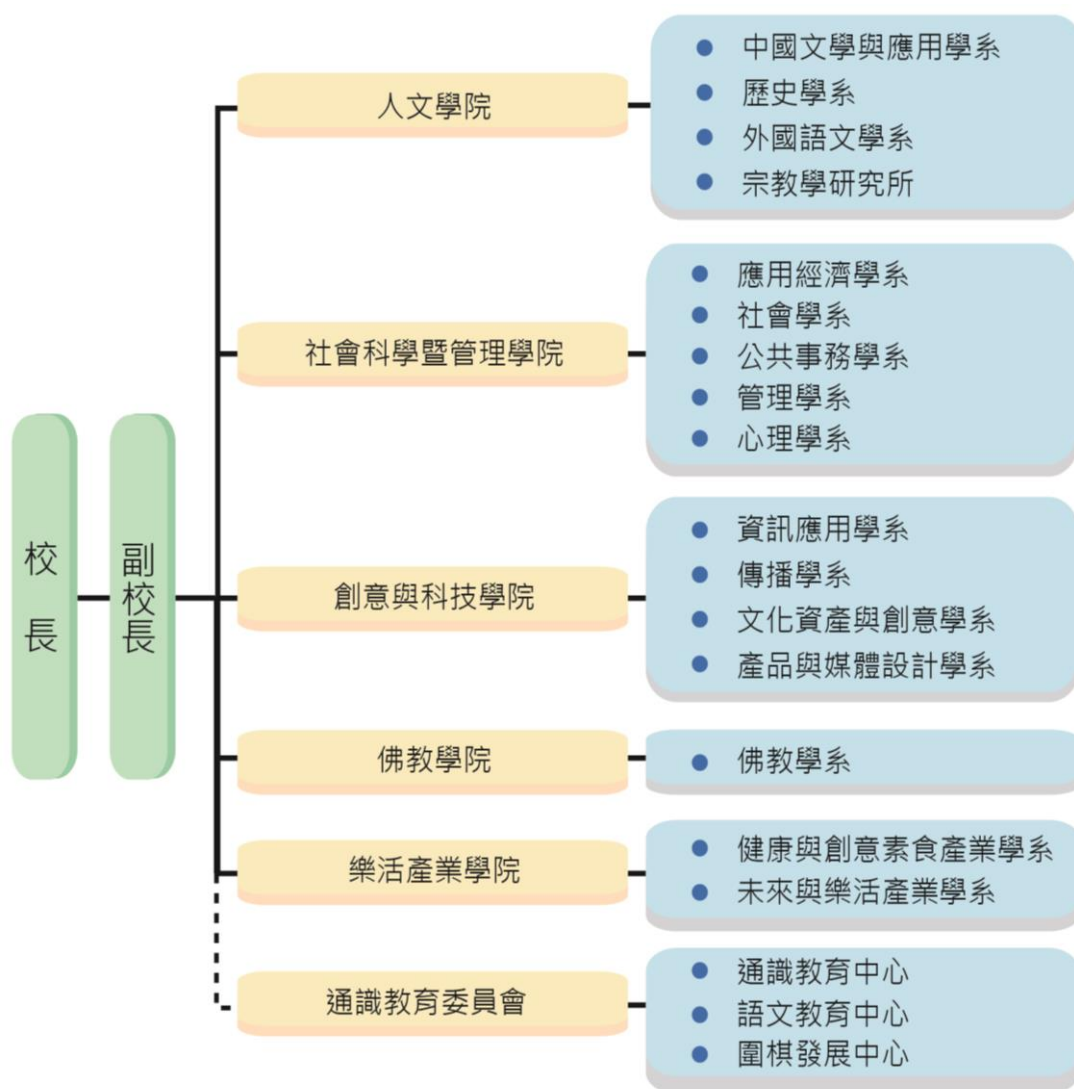 校長
副校長
人文學院
中國文學與應用學系
歷史學系
外國語文學系
宗教學研究所
社會科學暨管理學院
應用經濟學系
社會學系
公共事務學系
管理學系
心理學系
創意與科技學院
資訊應用學系
傳播學系
文化資產與創意學系
產品與媒體設計學系
佛教學院
佛教學系
樂活產業學院
健康與創意素食產業學系
未來與樂活產業學系
通識教育委員會
通識教育中心
語文教育中心
圍棋發展中心